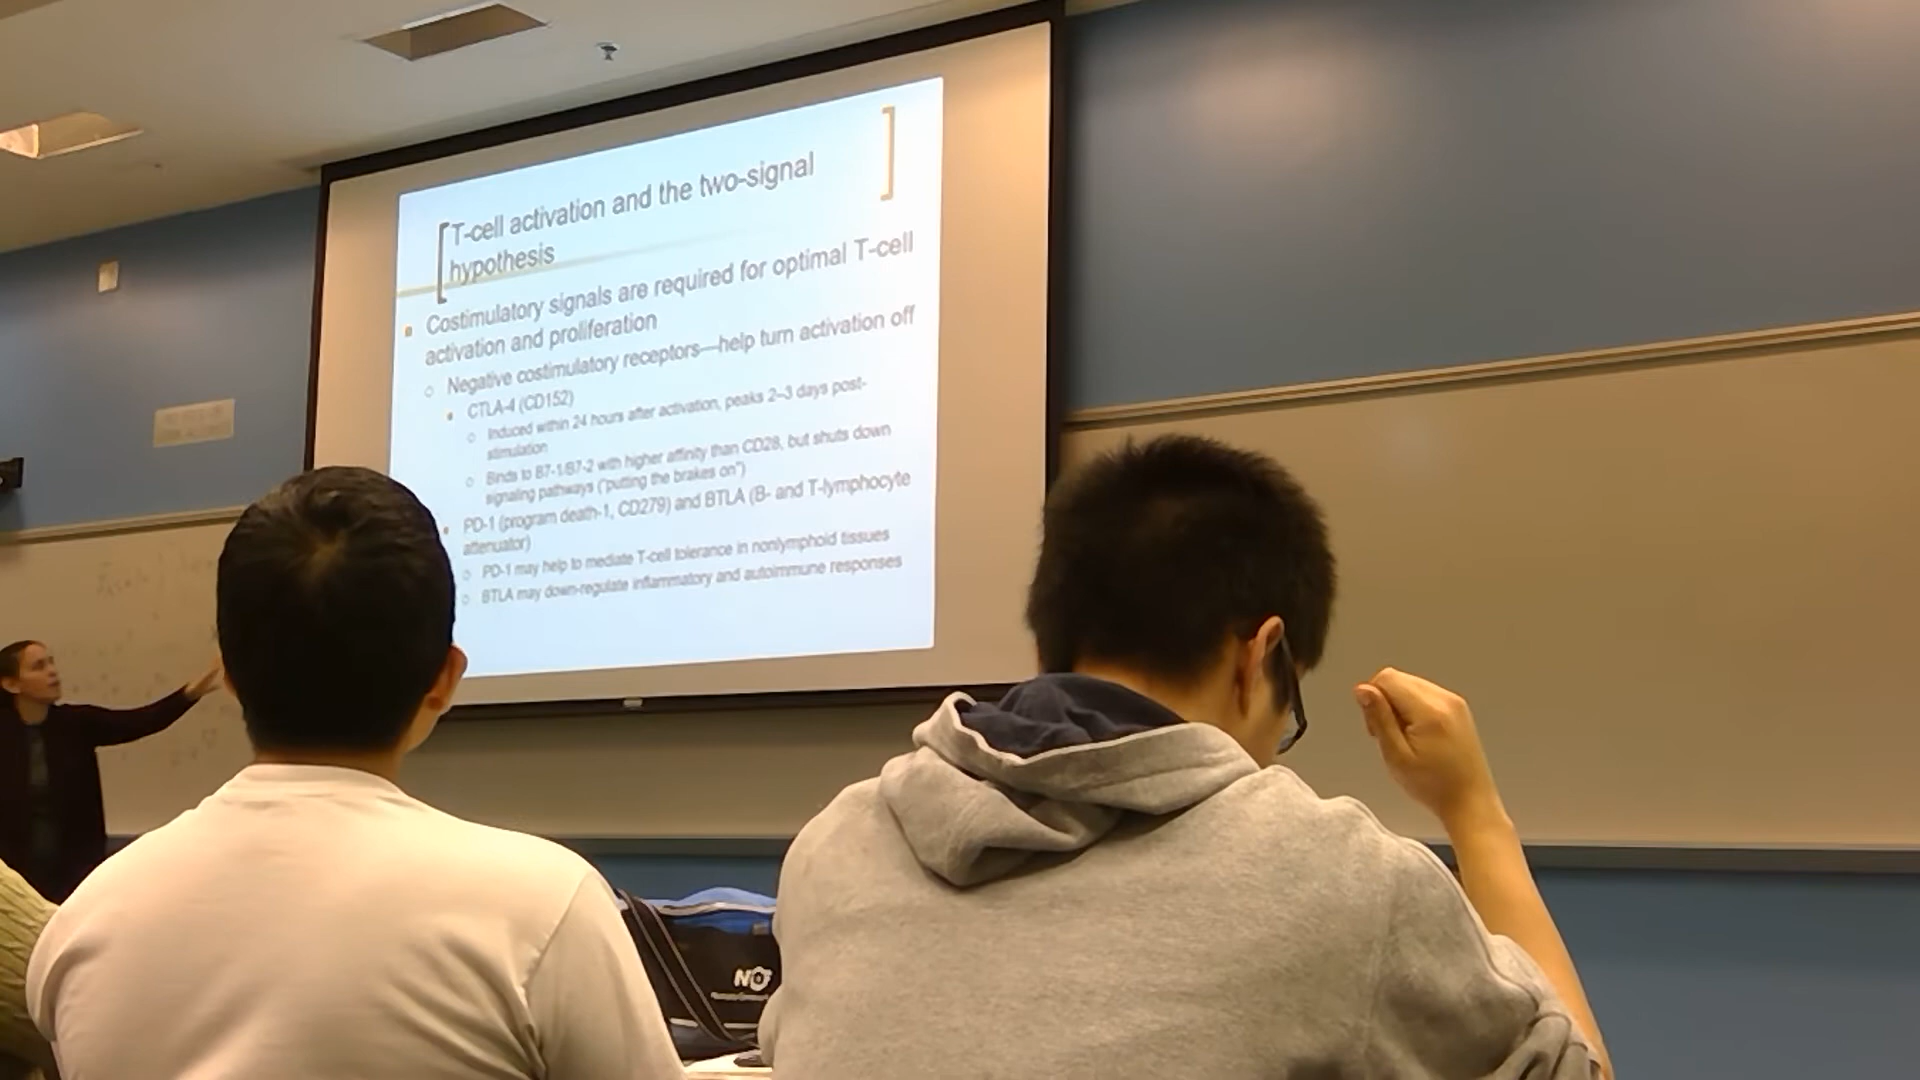 T-cell activation and the two-signal
hypothesis
Costimulatory signals are required for optimal T-cell
activation and proliferation
Negative costimulatory receptors—help turn activation off
CTLA-4 (CD152)
Induced within 24 hours after activation, peaks 2–3 days post-
stimulation
Binds to B7-1/B7-2 with higher affinity than CD28, but shuts down
signaling pathways ("putting the brakes on")
PD-1 (program death-1, CD279) and BTLA (B- and T-lymphocyte
attenuator)
PD-1 may help to mediate T-cell tolerance in nonlymphoid tissues
BTLA may down-regulate inflammatory and autoimmune responses